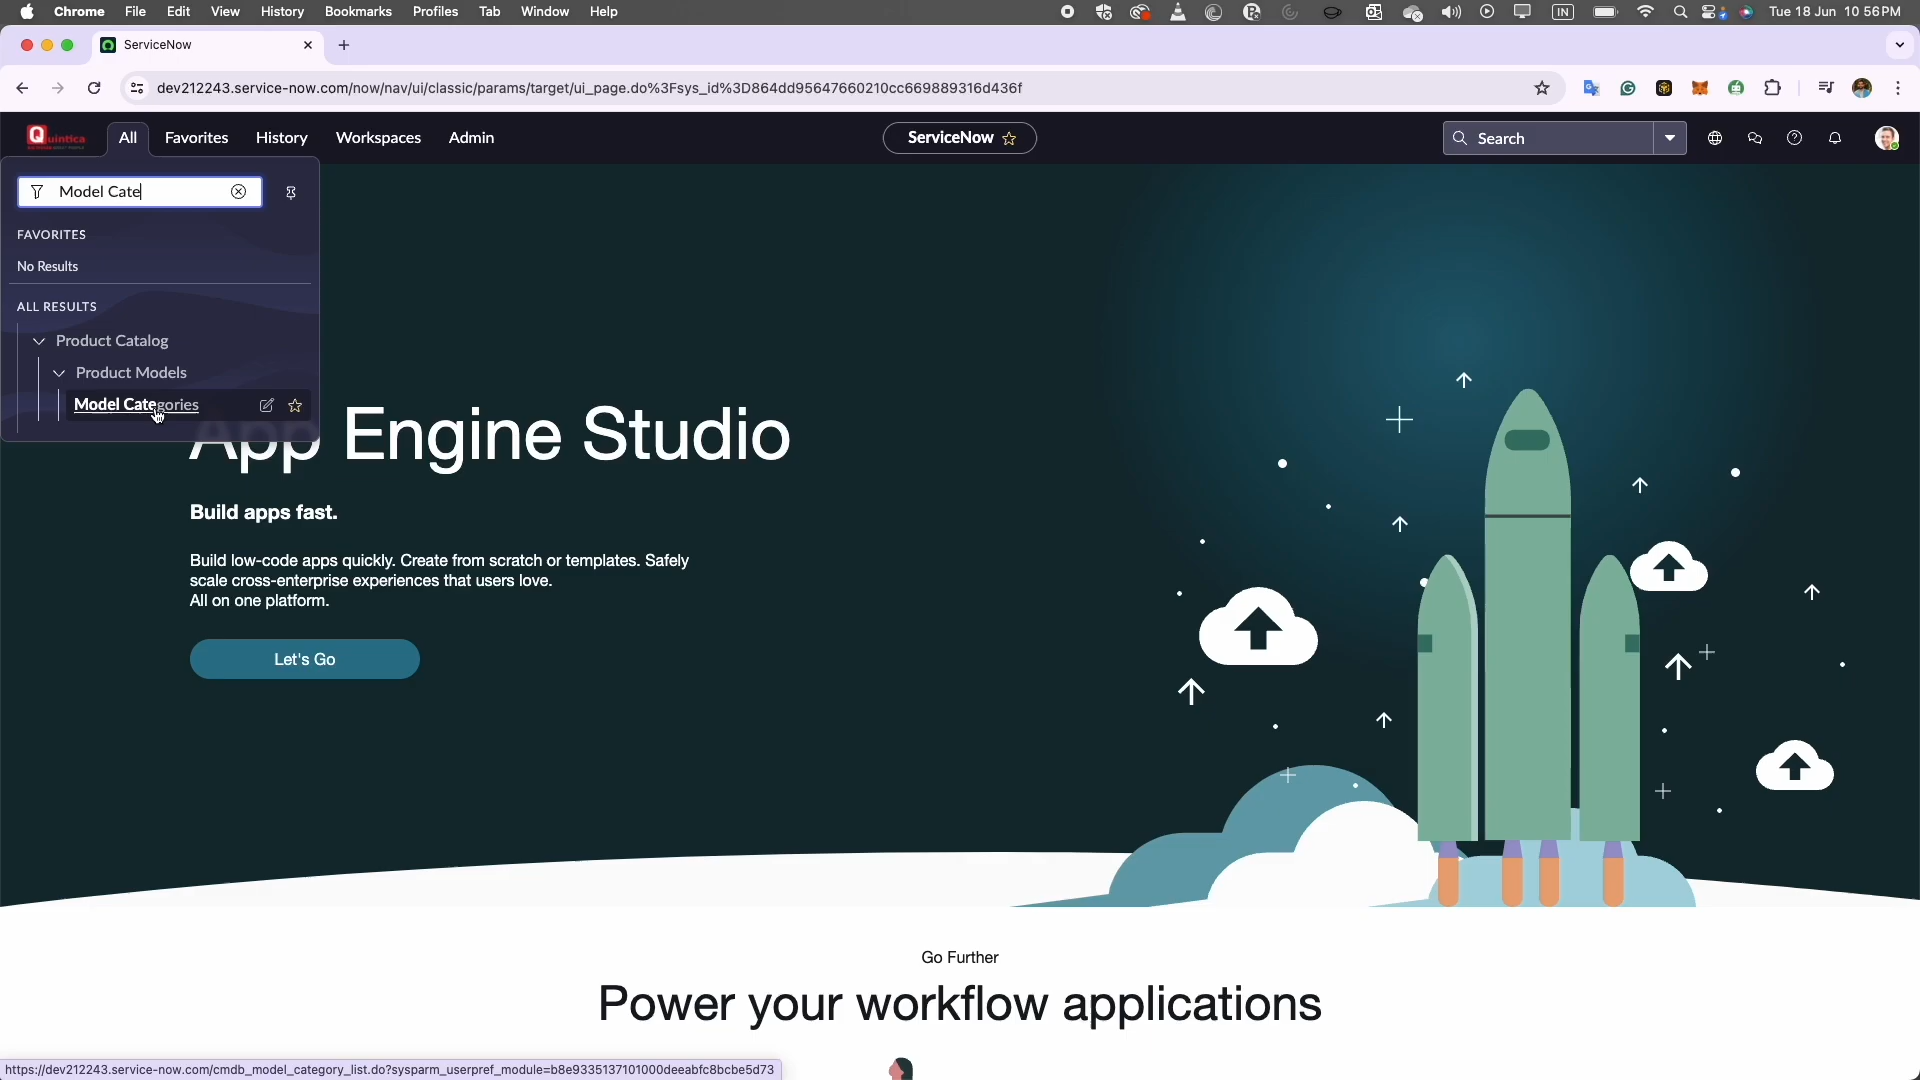 Chrome File Edit View History Bookmarks Profiles Tab Window Help IN Tue 18 Jun 10 56 PM
ServiceNow
dev212243.service-now.com/now/nav/ui/classic/params/target/ui_page.do%3Fsys_id%3D864dd95647660210cc669889316d436f
Quintica All Favorites History Workspaces Admin ServiceNow Search
Model Cate
FAVORITES
No Results
ALL RESULTS
Product Catalog
Product Models
Model Categories
App Engine Studio
Build apps fast.
Build low-code apps quickly. Create from scratch or templates. Safely
scale cross-enterprise experiences that users love.
All on one platform.
Let's Go
Go Further
Power your workflow applications
https://dev212243.service-now.com/cmdb_model_category_list.do?sysparm_userpref_module=b8e9335137101000deeabfc8bcbe5d73